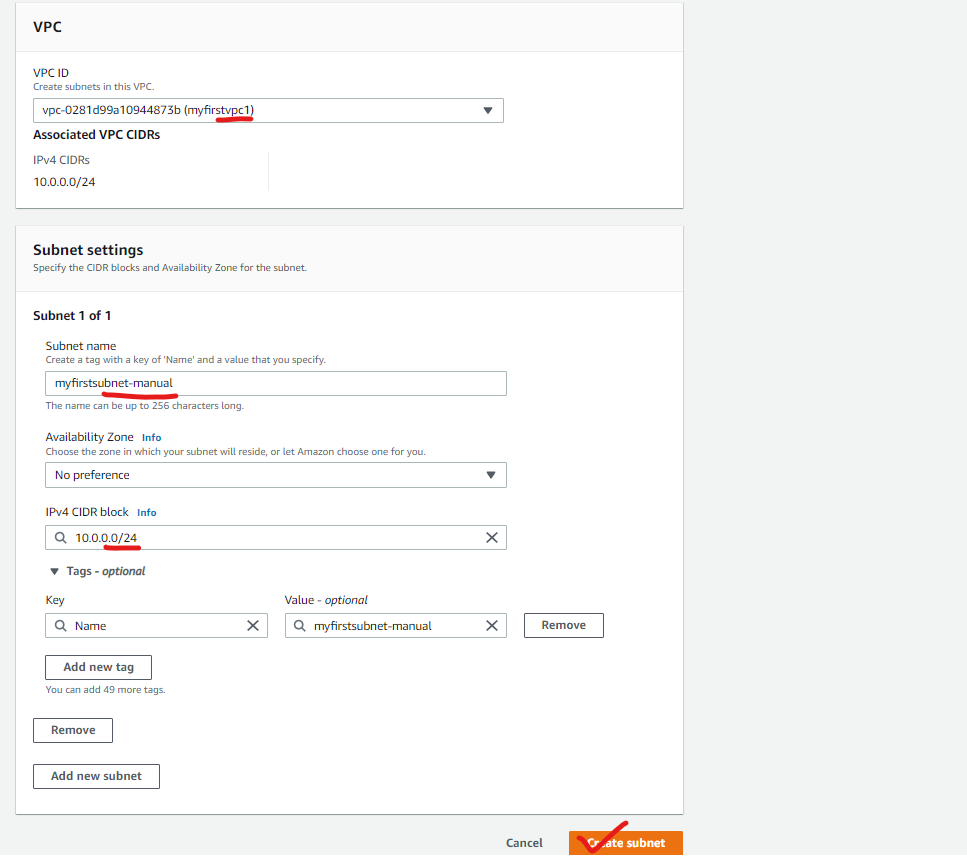 VPC
VPC ID
Create subnets in this VPC.
vpc-0281d99a10944873b (myfirstvpc1)
Associated VPC CIDRs
IPv4 CIDRs
10.0.0.0/24
Subnet settings
Specify the CIDR blocks and Availability Zone for the subnet.
Subnet 1 of 1
Subnet name
Create a tag with a key of 'Name' and a value that you specify.
myfirstsubnet-manual
The name can be up to 256 characters long.
Availability Zone Info
Choose the zone in which your subnet will reside, or let Amazon choose one for you.
No preference
IPv4 CIDR block Info
10.0.0.0/24
Tags - optional
Key Value - optional
Name myfirstsubnet-manual Remove
Add new tag
You can add 49 more tags.
Remove
Add new subnet
Cancel Create subnet